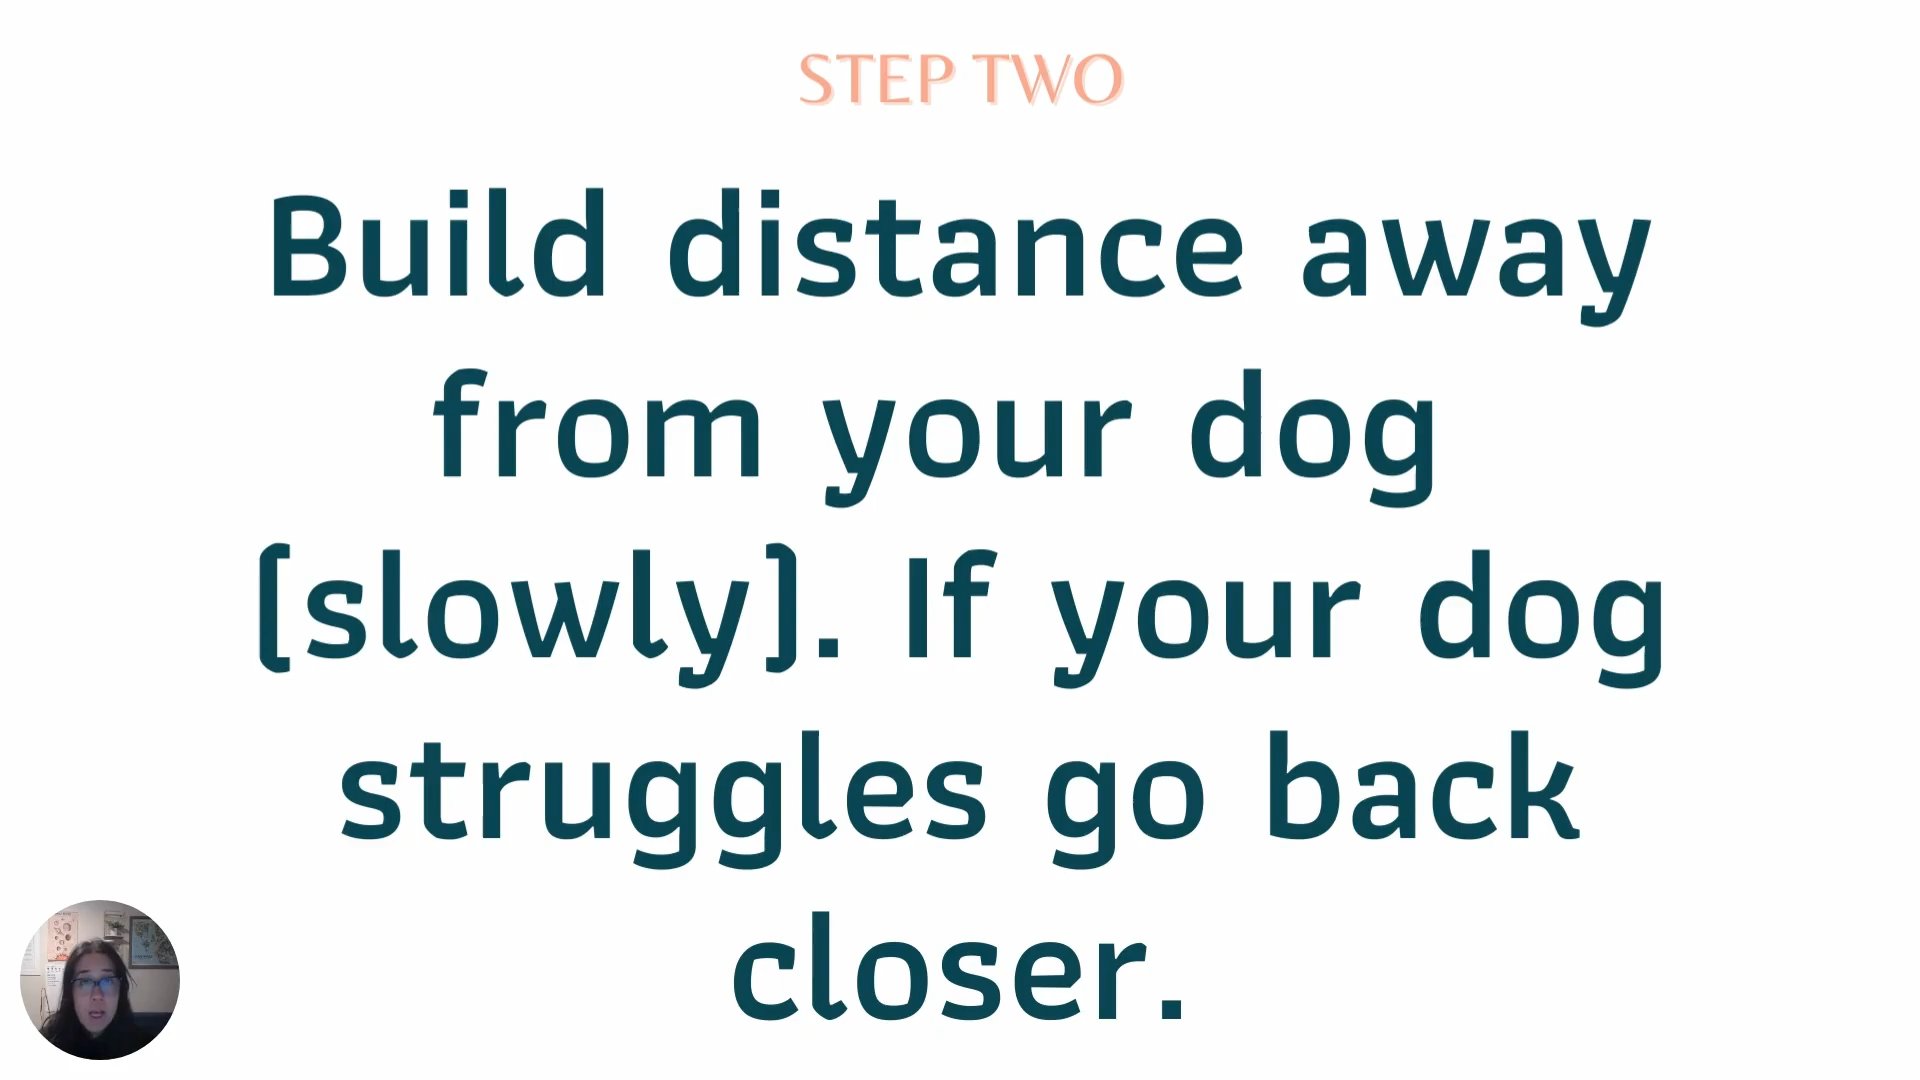 STEP TWO
Build distance away
from your dog
(slowly). If your dog
struggles go back
closer.